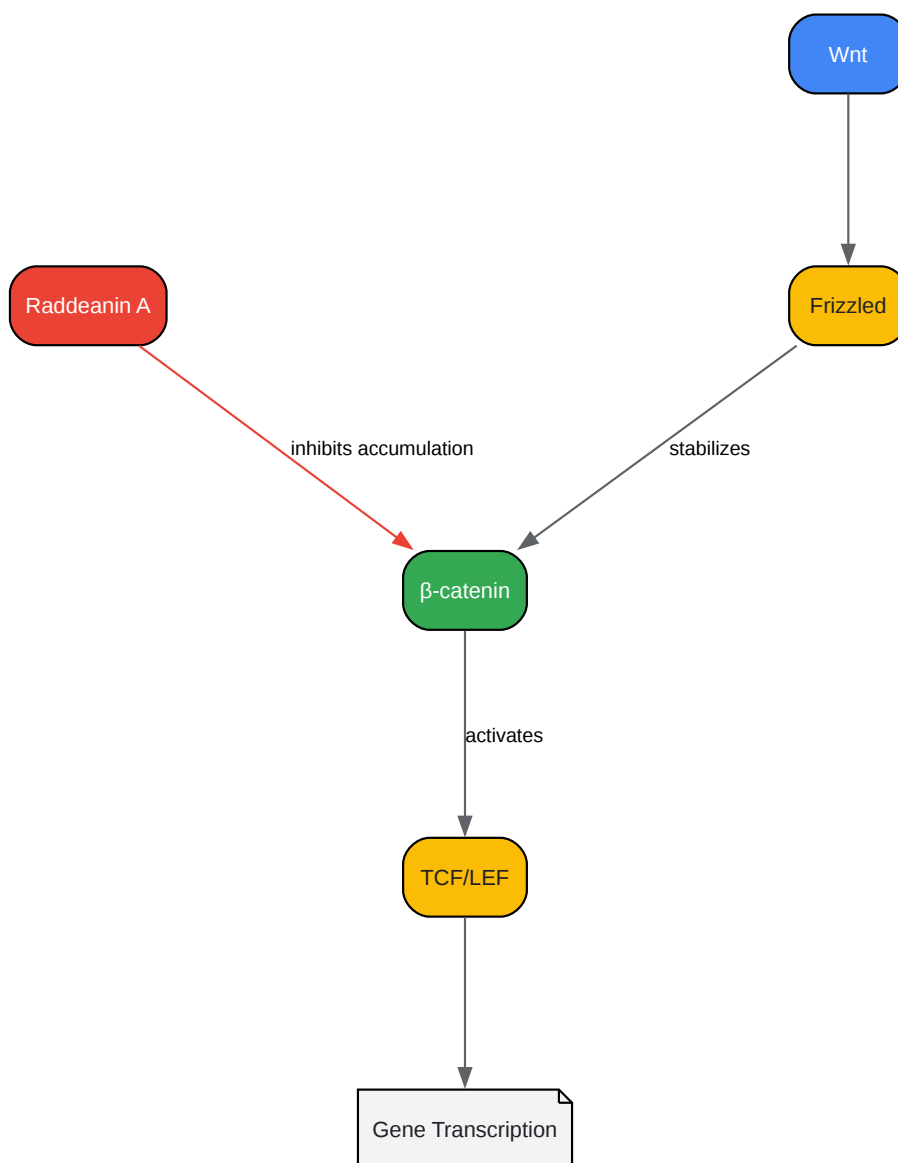 Wnt
Raddeanin A
Frizzled
inhibits accumulation
stabilizes
β-catenin
activates
TCF/LEF
Gene Transcription